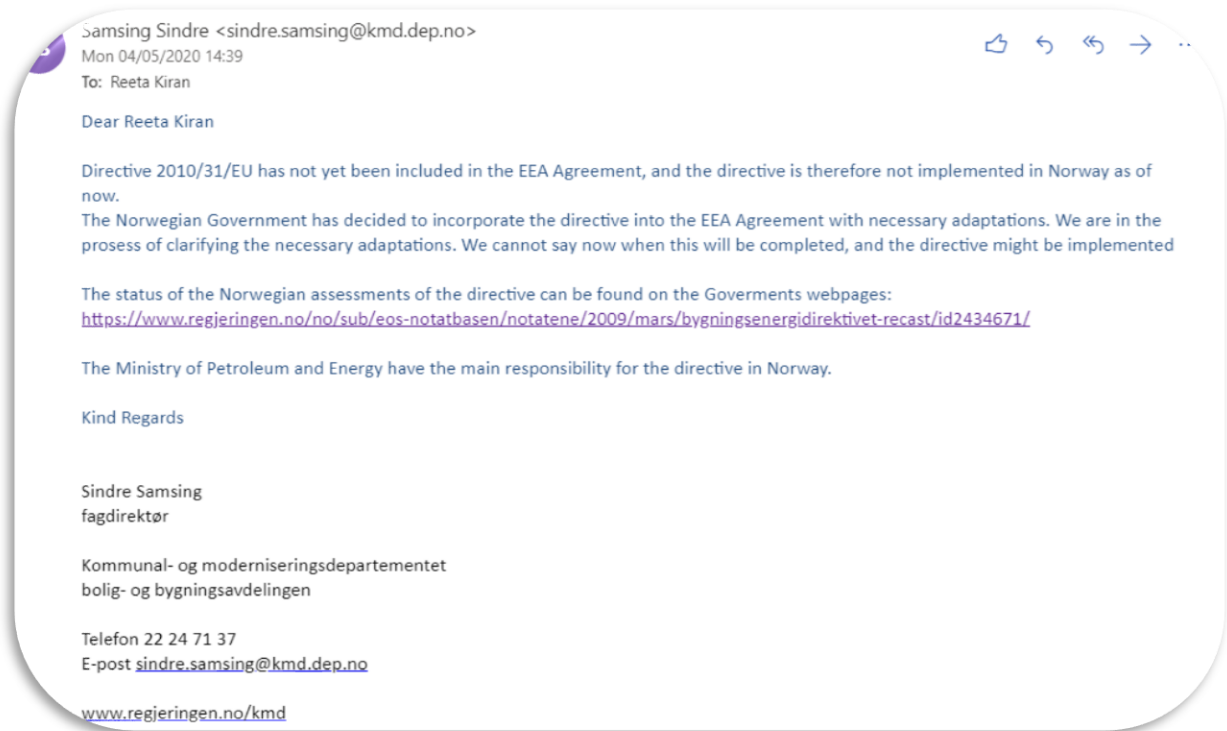 Samsing Sindre <sindre.samsing@kmd.dep.no>
Mon 04/05/2020 14:39
To: Reeta Kiran
Dear Reeta Kiran
Directive 2010/31/EU has not yet been included in the EEA Agreement, and the directive is therefore not implemented in Norway as of
now.
The Norwegian Government has decided to incorporate the directive into the EEA Agreement with necessary adaptations. We are in the
prosess of clarifying the necessary adaptations. We cannot say now when this will be completed, and the directive might be implemented
The status of the Norwegian assessments of the directive can be found on the Goverments webpages:
https://www.regjeringen.no/no/sub/eos-notatbasen/notatene/2009/mars/bygningsenergidirektivet-recast/id2434671/
The Ministry of Petroleum and Energy have the main responsibility for the directive in Norway.
Kind Regards
Sindre Samsing
fagdirektør
Kommunal- og moderniseringsdepartementet
bolig- og bygningsavdelingen
Telefon 22 24 71 37
E-post sindre.samsing@kmd.dep.no
www.regjeringen.no/kmd